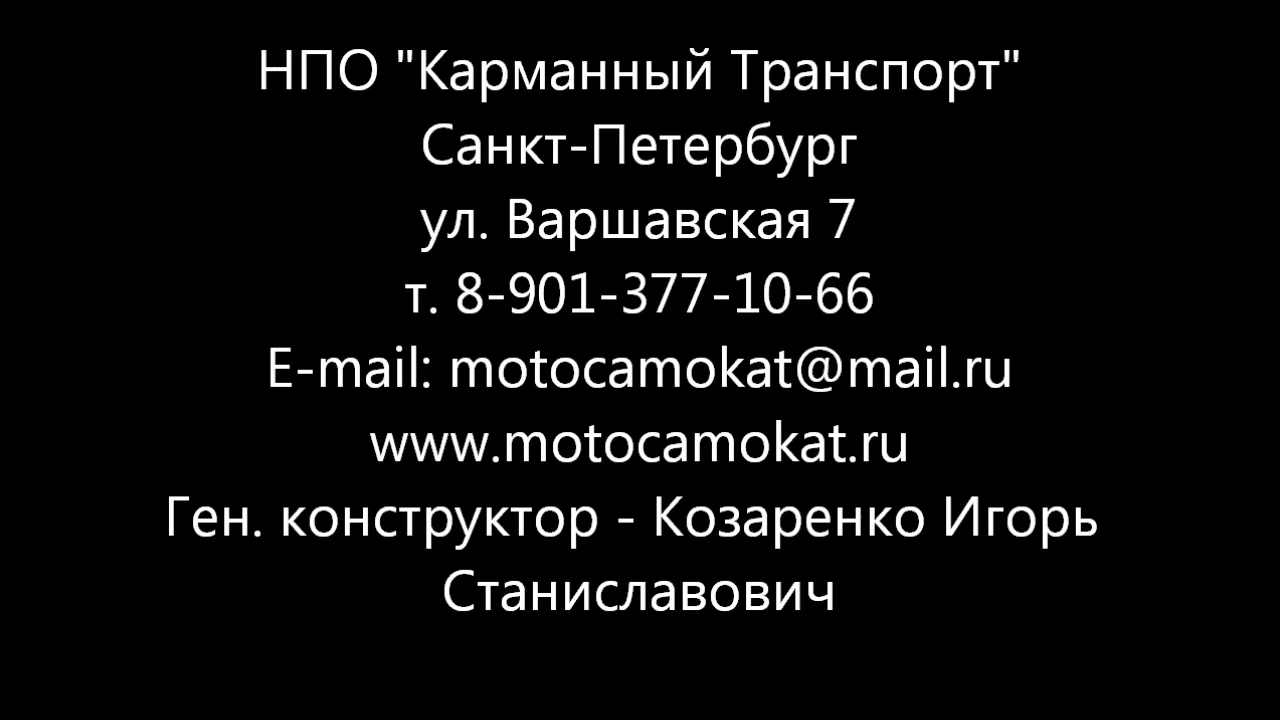 НПО "Карманный Транспорт"
Санкт-Петербург
ул. Варшавская 7
т. 8-901-377-10-66
E-mail: motocamokat@mail.ru
www.motocamokat.ru
Ген. конструктор - Козаренко Игорь
Станиславович